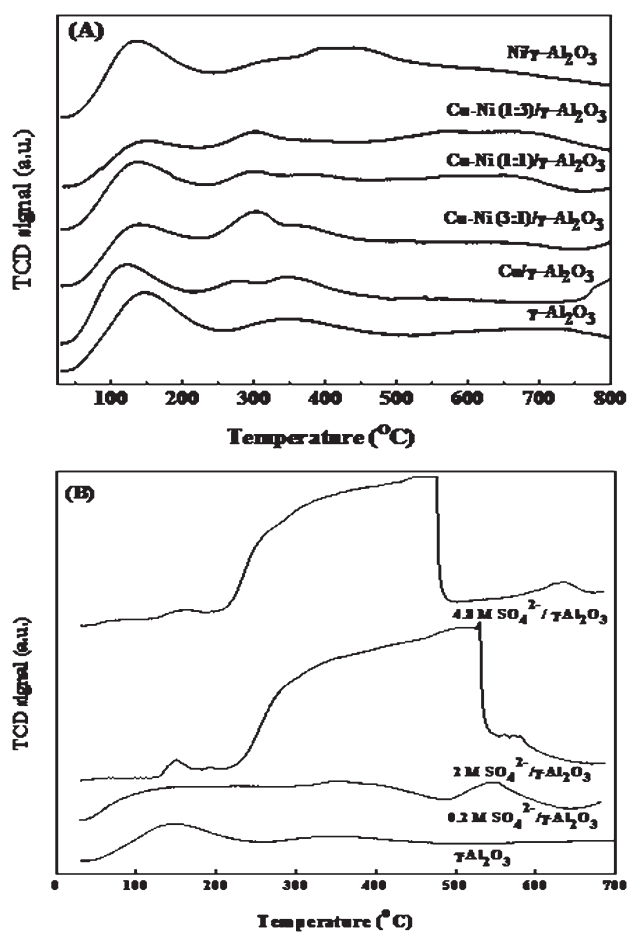 (A)
Ni/γ-Al2O3
Cu-Ni (1:3)/γ-Al2O3
Cu-Ni (1:1)/γ-Al2O3
Cu-Ni (3:1)/γ-Al2O3
Cu/γ-Al2O3
γ-Al2O3
TCD signal (a.u.)
100 200 300 400 500 600 700 800
Temperature (°C)
(B)
4.8 M SO4 2-/γAl2O3
2 M SO4 2-/γAl2O3
0.2 M SO4 2-/γAl2O3
γAl2O3
TCD signal (a.u.)
0 100 200 300 400 500 600 700
Temperature (°C)